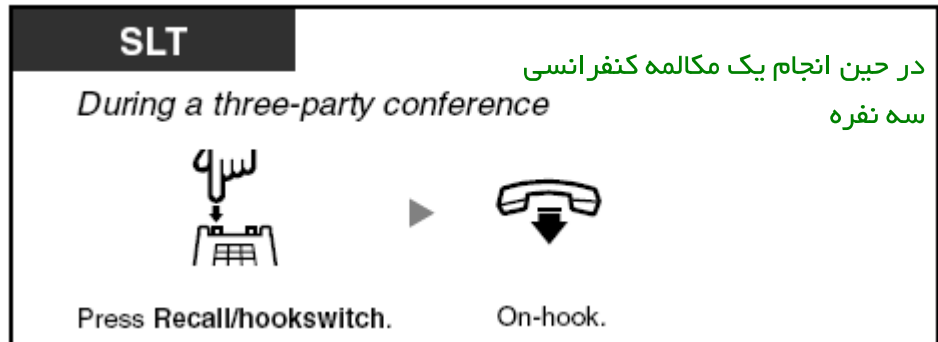 SLT
در حین انجام یک مکالمه کنفرانسی
سه نفره
During a three-party conference
Press Recall/hookswitch.
On-hook.